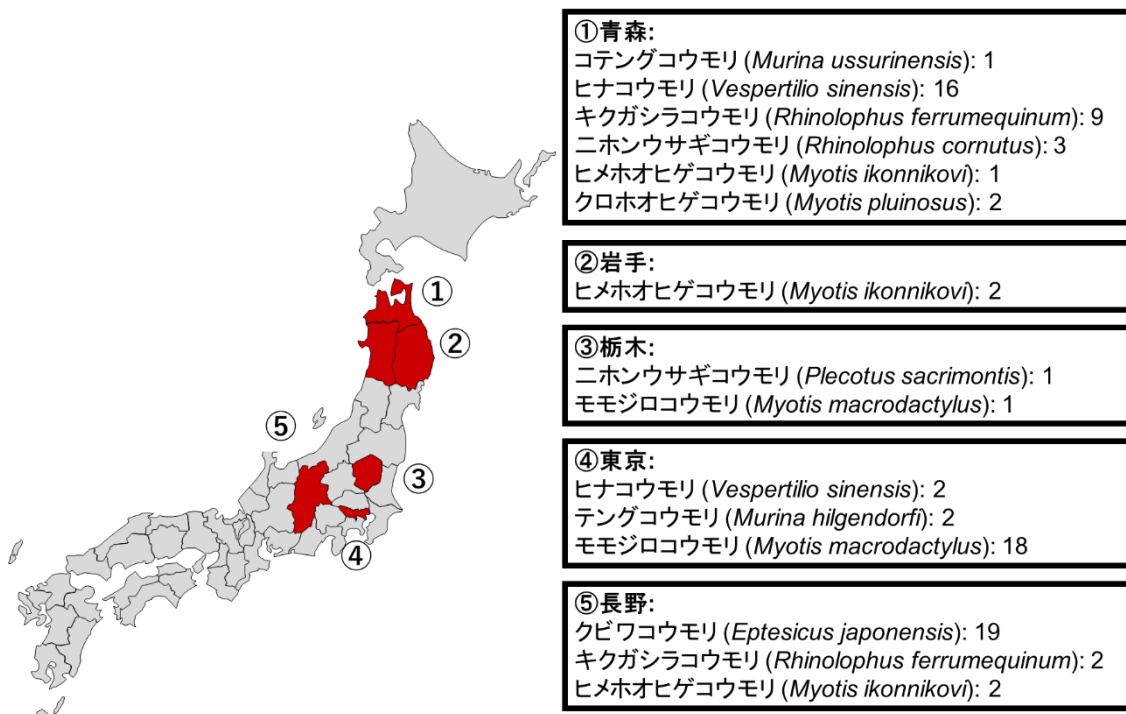 ①
②
⑤
③
④
①青森:
コテングコウモリ (Murina ussurinensis): 1
ヒナコウモリ (Vespertilio sinensis): 16
キクガシラコウモリ (Rhinolophus ferrumequinum): 9
ニホンウサギコウモリ (Rhinolophus cornutus): 3
ヒメホオヒゲコウモリ (Myotis ikonnikovi): 1
クロホオヒゲコウモリ (Myotis pluinosus): 2
②岩手:
ヒメホオヒゲコウモリ (Myotis ikonnikovi): 2
③栃木:
ニホンウサギコウモリ (Plecotus sacrimontis): 1
モモジロコウモリ (Myotis macrodactylus): 1
④東京:
ヒナコウモリ (Vespertilio sinensis): 2
テングコウモリ (Murina hilgendorfi): 2
モモジロコウモリ (Myotis macrodactylus): 18
⑤長野:
クビワコウモリ (Eptesicus japonensis): 19
キクガシラコウモリ (Rhinolophus ferrumequinum): 2
ヒメホオヒゲコウモリ (Myotis ikonnikovi): 2